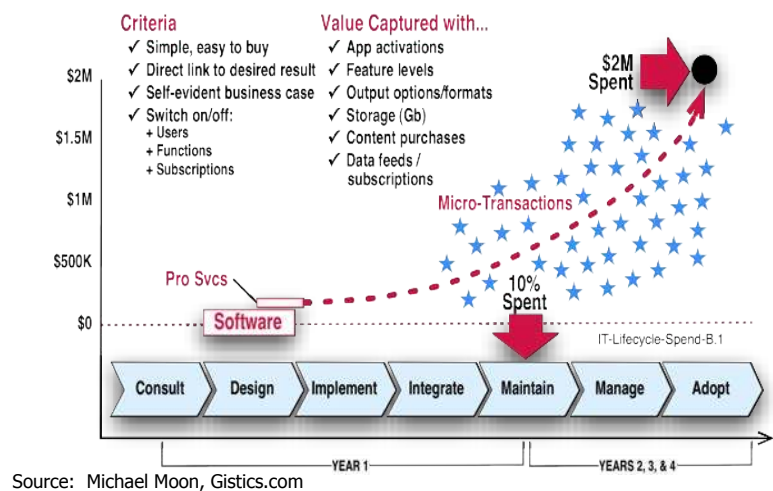 Criteria
✓ Simple, easy to buy
✓ Direct link to desired result
✓ Self-evident business case
✓ Switch on/off:
+ Users
+ Functions
+ Subscriptions
Value Captured with...
✓ App activations
✓ Feature levels
✓ Output options/formats
✓ Storage (Gb)
✓ Content purchases
✓ Data feeds /
subscriptions
$2M
Spent
$2M
$1.5M
$1M
$500K
$0
Micro-Transactions
Pro Svcs
Software
10%
Spent
IT-Lifecycle-Spend-B.1
Consult
Design
Implement
Integrate
Maintain
Manage
Adopt
YEAR 1
YEARS 2, 3, & 4
Source: Michael Moon, Gistics.com